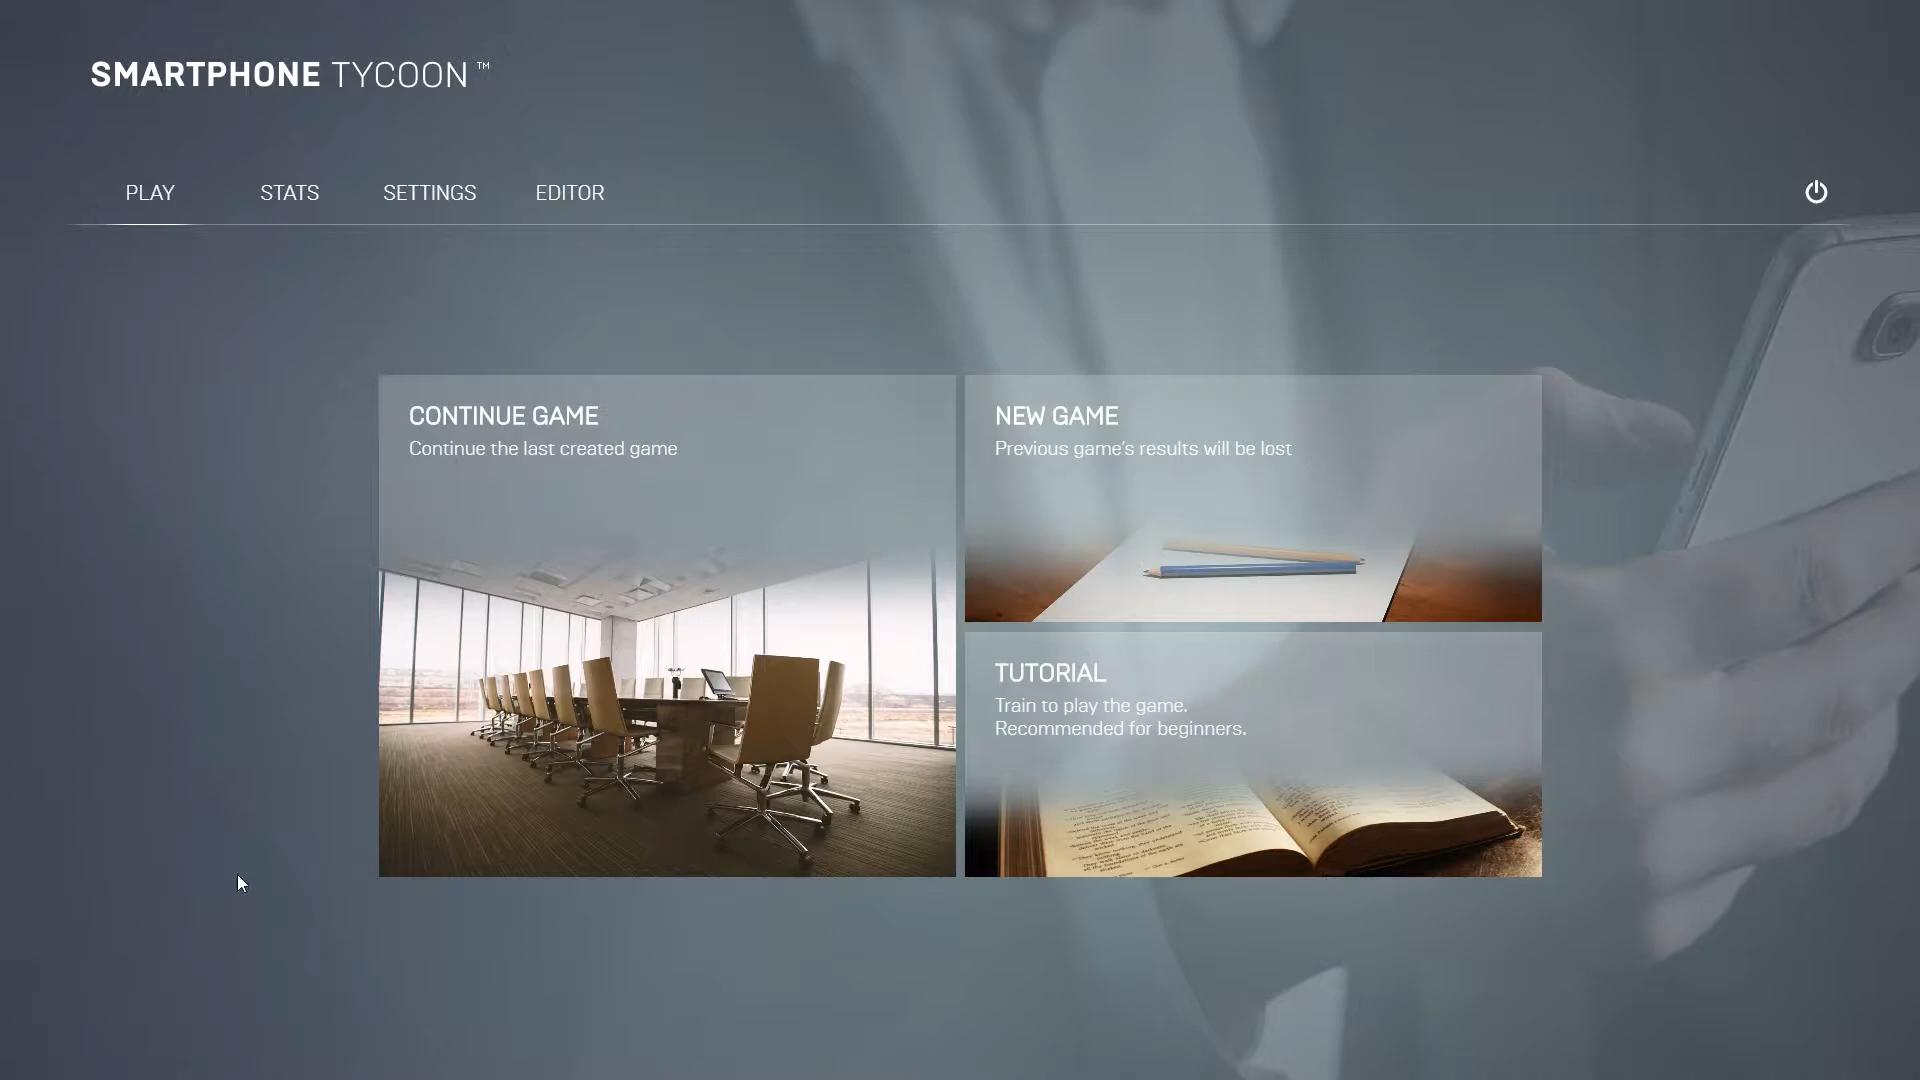 SMARTPHONE TYCOON ™
PLAY
STATS
SETTINGS
EDITOR
CONTINUE GAME
Continue the last created game
NEW GAME
Previous game's results will be lost
TUTORIAL
Train to play the game.
Recommended for beginners.